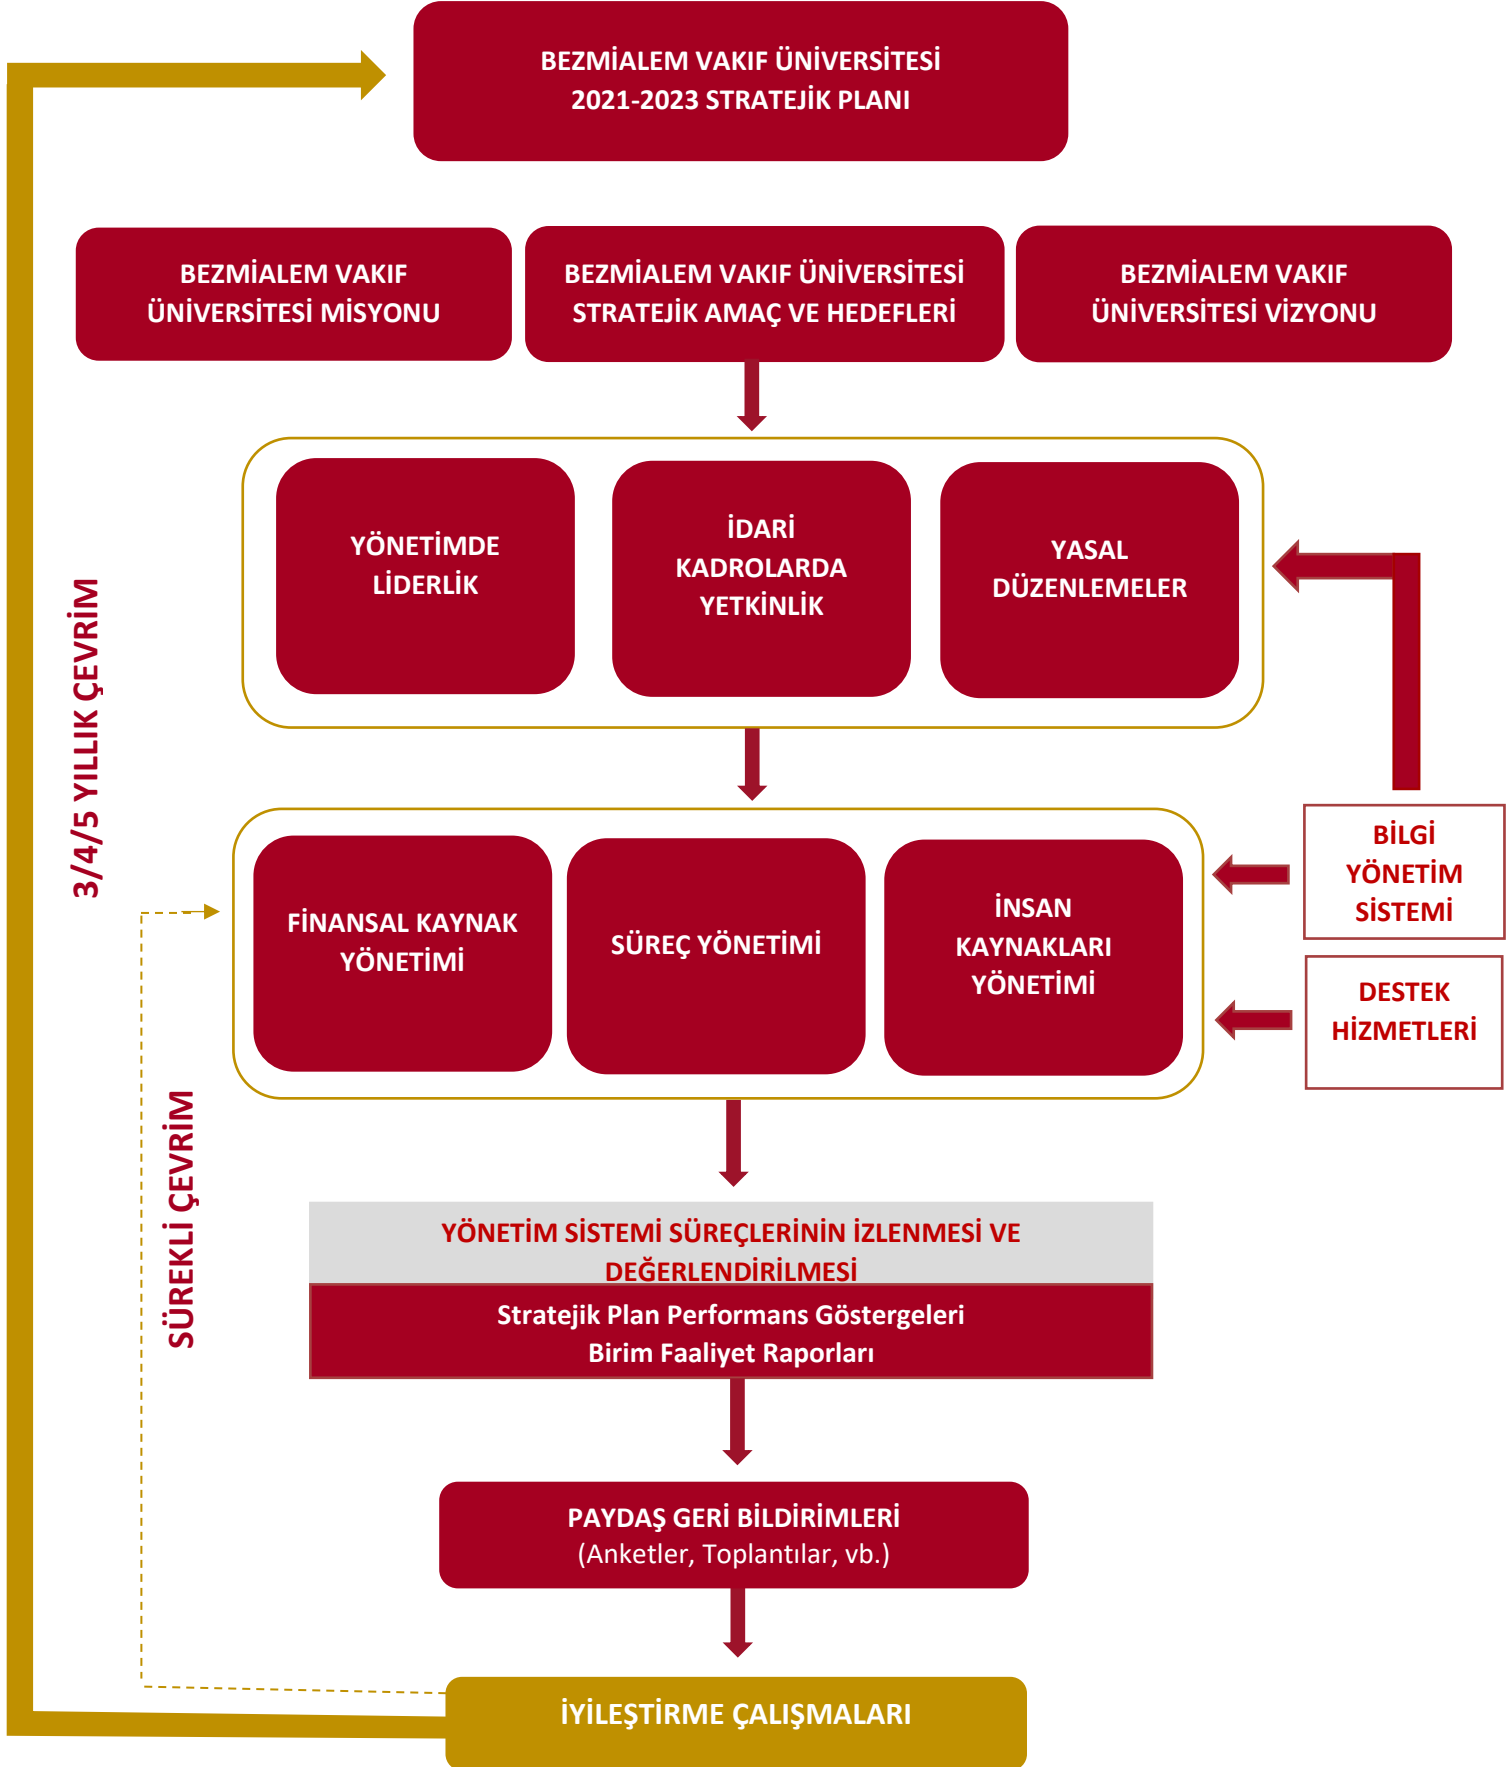 BEZMİALEM VAKIF ÜNİVERSİTESİ
2021-2023 STRATEJİK PLANI
BEZMİALEM VAKIF
ÜNİVERSİTESİ MİSYONU
BEZMİALEM VAKIF ÜNİVERSİTESİ
STRATEJİK AMAÇ VE HEDEFLERİ
BEZMİALEM VAKIF
ÜNİVERSİTESİ VİZYONU
YÖNETİMDE
LİDERLİK
İDARİ
KADROLARDA
YETKİNLİK
YASAL
DÜZENLEMELER
3/4/5 YILLIK ÇEVRİM
FİNANSAL KAYNAK
YÖNETİMİ
SÜREÇ YÖNETİMİ
İNSAN
KAYNAKLARI
YÖNETİMİ
BİLGİ
YÖNETİM
SİSTEMİ
DESTEK
HİZMETLERİ
SÜREKLİ ÇEVRİM
YÖNETİM SİSTEMİ SÜREÇLERİNİN İZLENMESİ VE
DEĞERLENDİRİLMESİ
Stratejik Plan Performans Göstergeleri
Birim Faaliyet Raporları
PAYDAŞ GERİ BİLDİRİMLERİ
(Anketler, Toplantılar, vb.)
İYİLEŞTİRME ÇALIŞMALARI